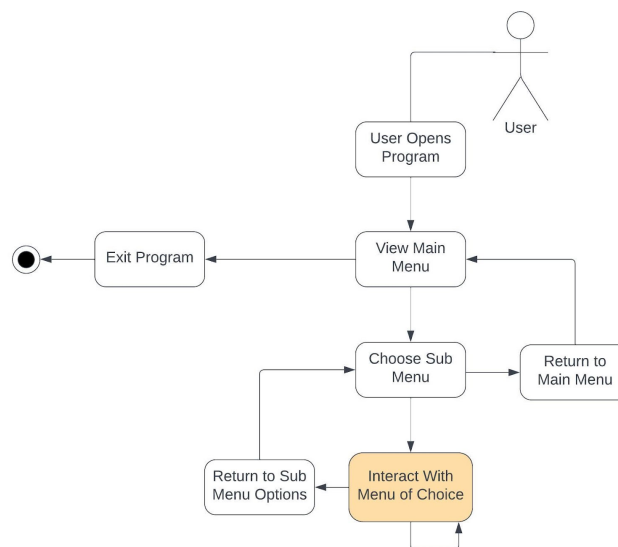 User
User Opens
Program
Exit Program
View Main
Menu
Choose Sub
Menu
Return to
Main Menu
Return to Sub
Menu Options
Interact With
Menu of Choice